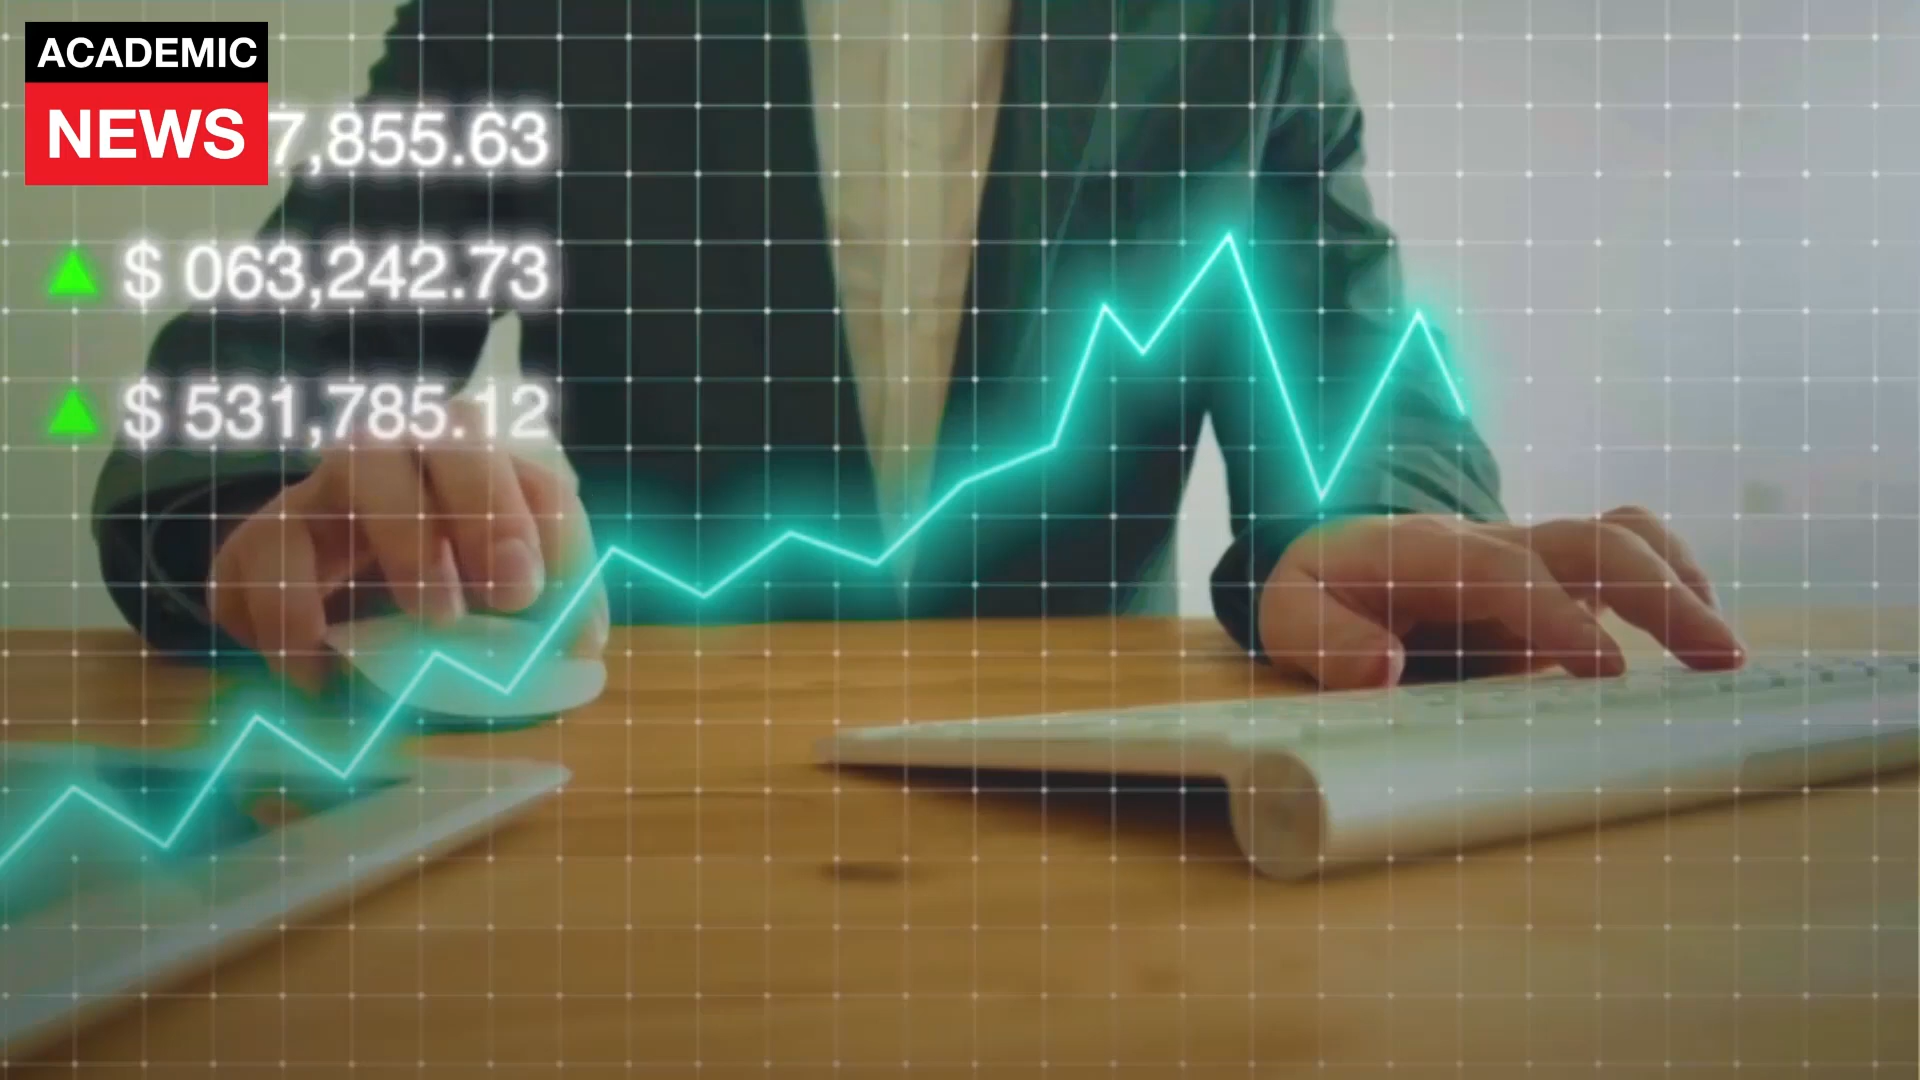 ACADEMIC
NEWS
7,855.63
$ 063,242.73
$ 531,785.12